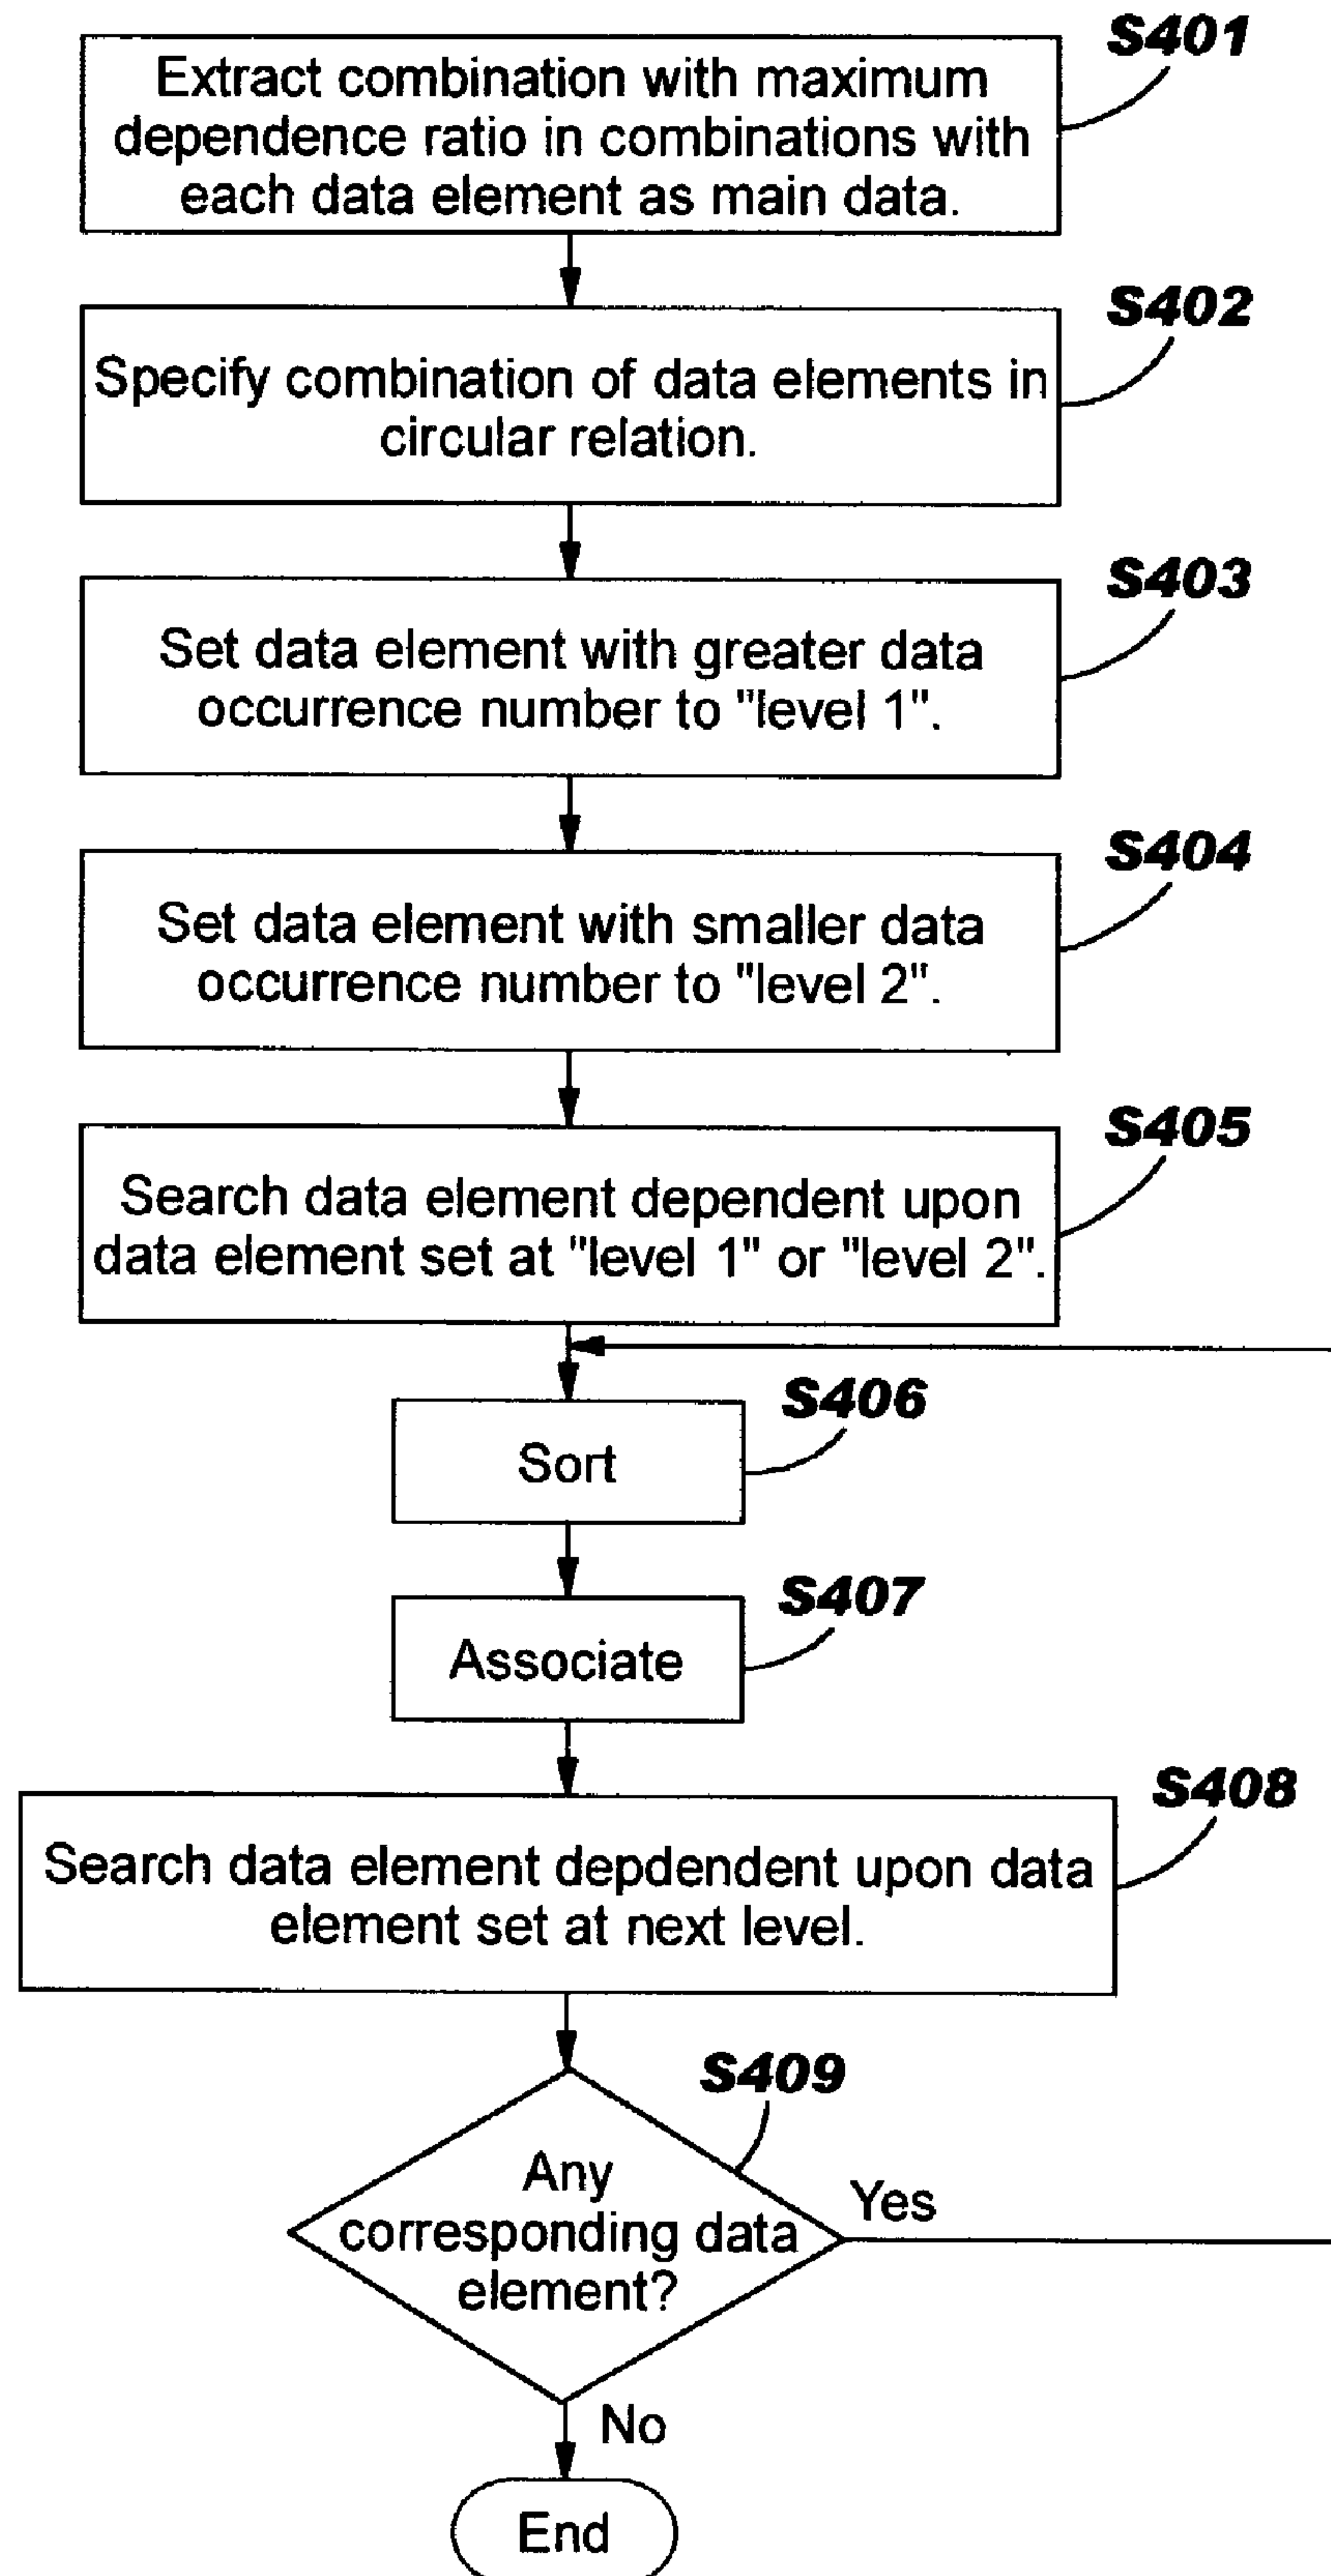 S401
Extract combination with maximum
dependence ratio in combinations with
each data element as main data.
S402
Specify combination of data elements in
circular relation.
S403
Set data element with greater data
occurrence number to "level 1".
S404
Set data element with smaller data
occurrence number to "level 2".
S405
Search data element dependent upon
data element set at "level 1" or "level 2".
S406
Sort
S407
Associate
S408
Search data element depdendent upon data
element set at next level.
S409
Any
corresponding data
element?
Yes
No
End